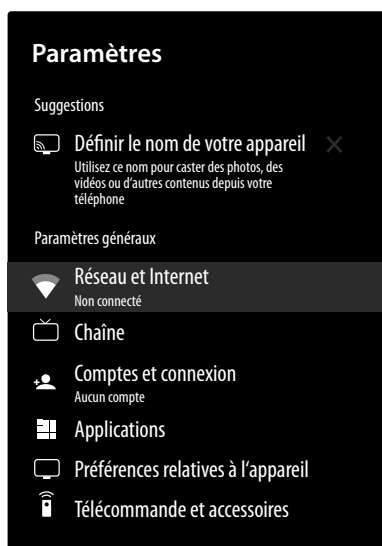 Paramètres
Suggestions
Définir le nom de votre appareil
Utilisez ce nom pour caster des photos, des
vidéos ou d'autres contenus depuis votre
téléphone
Paramètres généraux
Réseau et Internet
Non connecté
Chaîne
Comptes et connexion
Aucun compte
Applications
Préférences relatives à l'appareil
Télécommande et accessoires